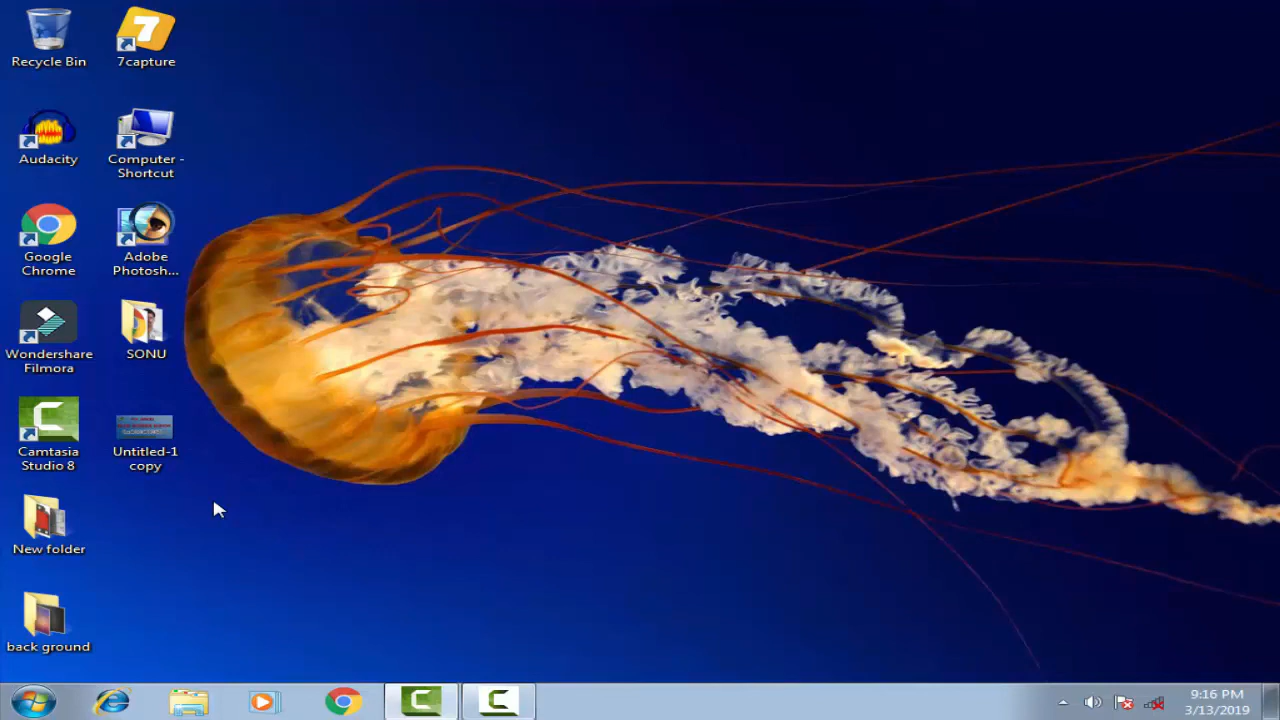 Recycle Bin
7capture
Audacity
Computer -
Shortcut
Google
Chrome
Adobe
Photosh...
Wondershare
Filmora
SONU
Camtasia
Studio 8
Untitled-1
copy
New folder
back ground
9:16 PM
3/13/2019